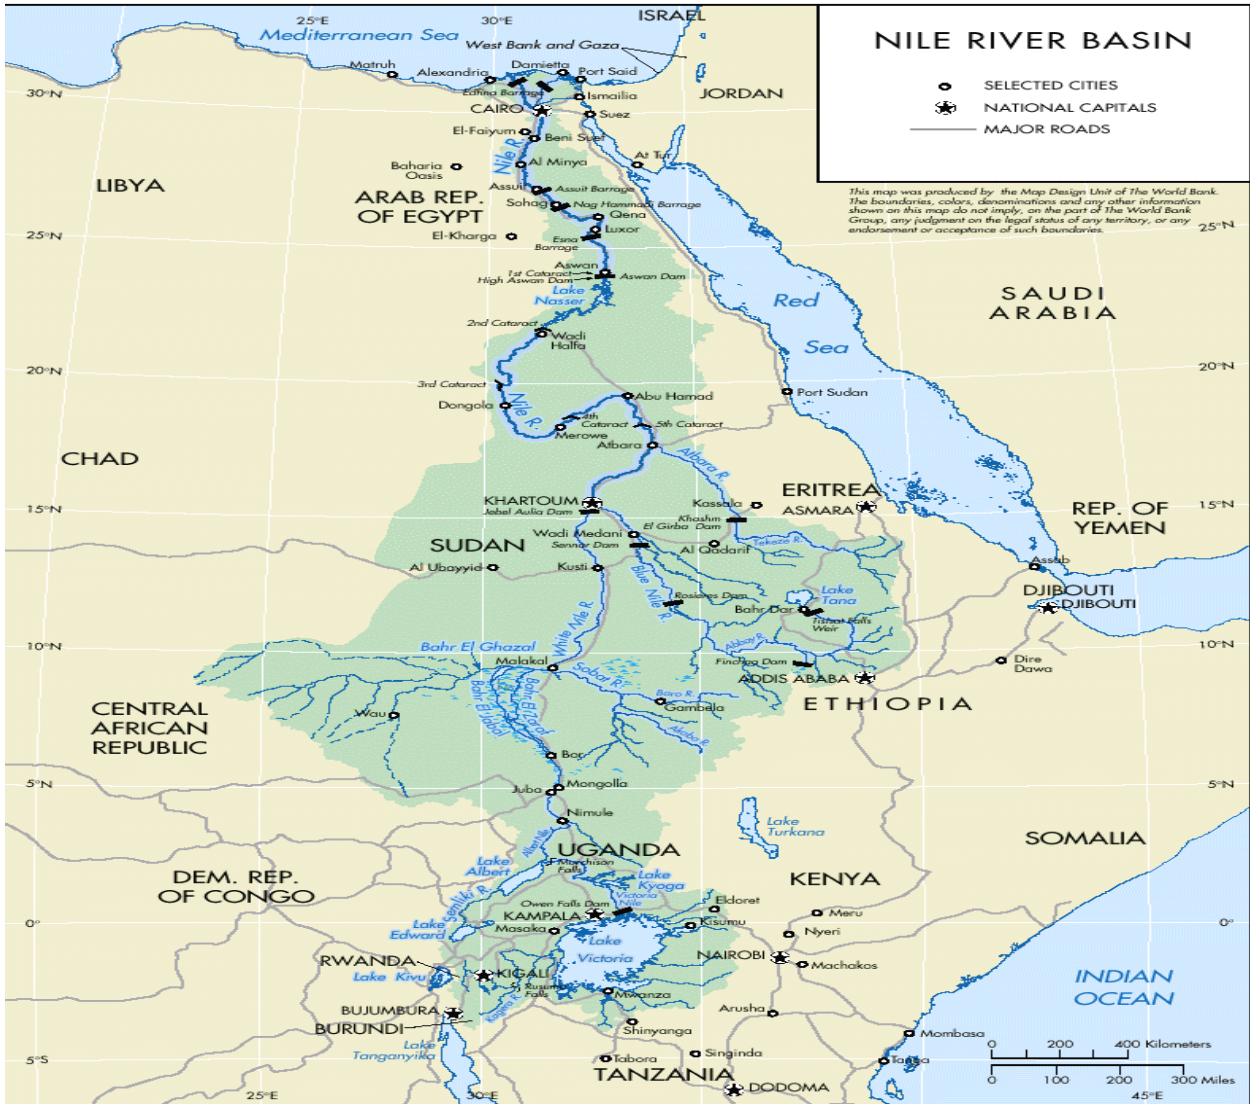 25°E
30°E
ISRAEL
Mediterranean Sea
West Bank and Gaza
NILE RIVER BASIN
SELECTED CITIES
NATIONAL CAPITALS
MAJOR ROADS
Matruh
Alexandria
Damietta
Port Said
30°N
Edfina Barrage
Ismailia
JORDAN
CAIRO
Suez
El-Faiyum
Beni Suef
Nile R.
At Tur
Baharia
Oasis
Al Minya
LIBYA
Assuit
Assuit Barrage
ARAB REP.
OF EGYPT
Sohag
Nag Hammadi Barrage
Qena
Luxor
El-Kharga
Esna
Barrage
25°N
This map was produced by the Map Design Unit of The World Bank.
The boundaries, colors, denominations and any other information
shown on this map do not imply, on the part of The World Bank
Group, any judgment on the legal status of any territory, or any
endorsement or acceptance of such boundaries.
25°N
Aswan
1st Cataract
High Aswan Dam
Aswan Dam
Lake
Nasser
Red
Sea
SAUDI
ARABIA
2nd Cataract
Wadi
Halfa
20°N
20°N
3rd Cataract
Dongola
Nile R.
Abu Hamad
Port Sudan
4th
Cataract
5th Cataract
Merowe
Atbara
Atbara R.
CHAD
KHARTOUM
Jebel Aulia Dam
Kassala
ERITREA
ASMARA
15°N
15°N
REP. OF
YEMEN
Khashm
El Girba Dam
Wadi Medani
Sennar Dam
Al Qadarif
Tekeze R.
SUDAN
Al Ubayyid
Kusti
Assab
Blue Nile R.
Rosieres Dam
Lake
Tana
Bahr Dar
Tissat Falls
Weir
DJIBOUTI
DJIBOUTI
White Nile R.
10°N
10°N
Bahr El Ghazal
Malakal
Sobat R.
Abbay R.
Finchaa Dam
ADDIS ABABA
Dire
Dawa
ETHIOPIA
Bahr El Jebel
Bahr El Zaraf
Baro R.
Gambela
Akobo R.
CENTRAL
AFRICAN
REPUBLIC
Wau
Bor
5°N
5°N
Juba
Mongolla
Nimule
Albert Nile
Lake
Turkana
SOMALIA
UGANDA
Lake
Albert
Murchison
Falls
Lake
Kyoga
Victoria
Nile
DEM. REP.
OF CONGO
KENYA
Semliki R.
Owen Falls Dam
KAMPALA
Eldoret
Meru
0°
0°
Kisumu
Lake
Edward
Masaka
Nyeri
Lake
Victoria
NAIROBI
Machakos
RWANDA
KIGALI
Lake Kivu
Rusumo
Falls
Kagera R.
Mwanza
INDIAN
OCEAN
BUJUMBURA
BURUNDI
Arusha
Shinyanga
Mombasa
Lake
Tanganyika
5°S
Tabora
Singinda
Tanga
TANZANIA
DODOMA
0 200 400 Kilometers
0 100 200 300 Miles
25°E
30°E
45°E